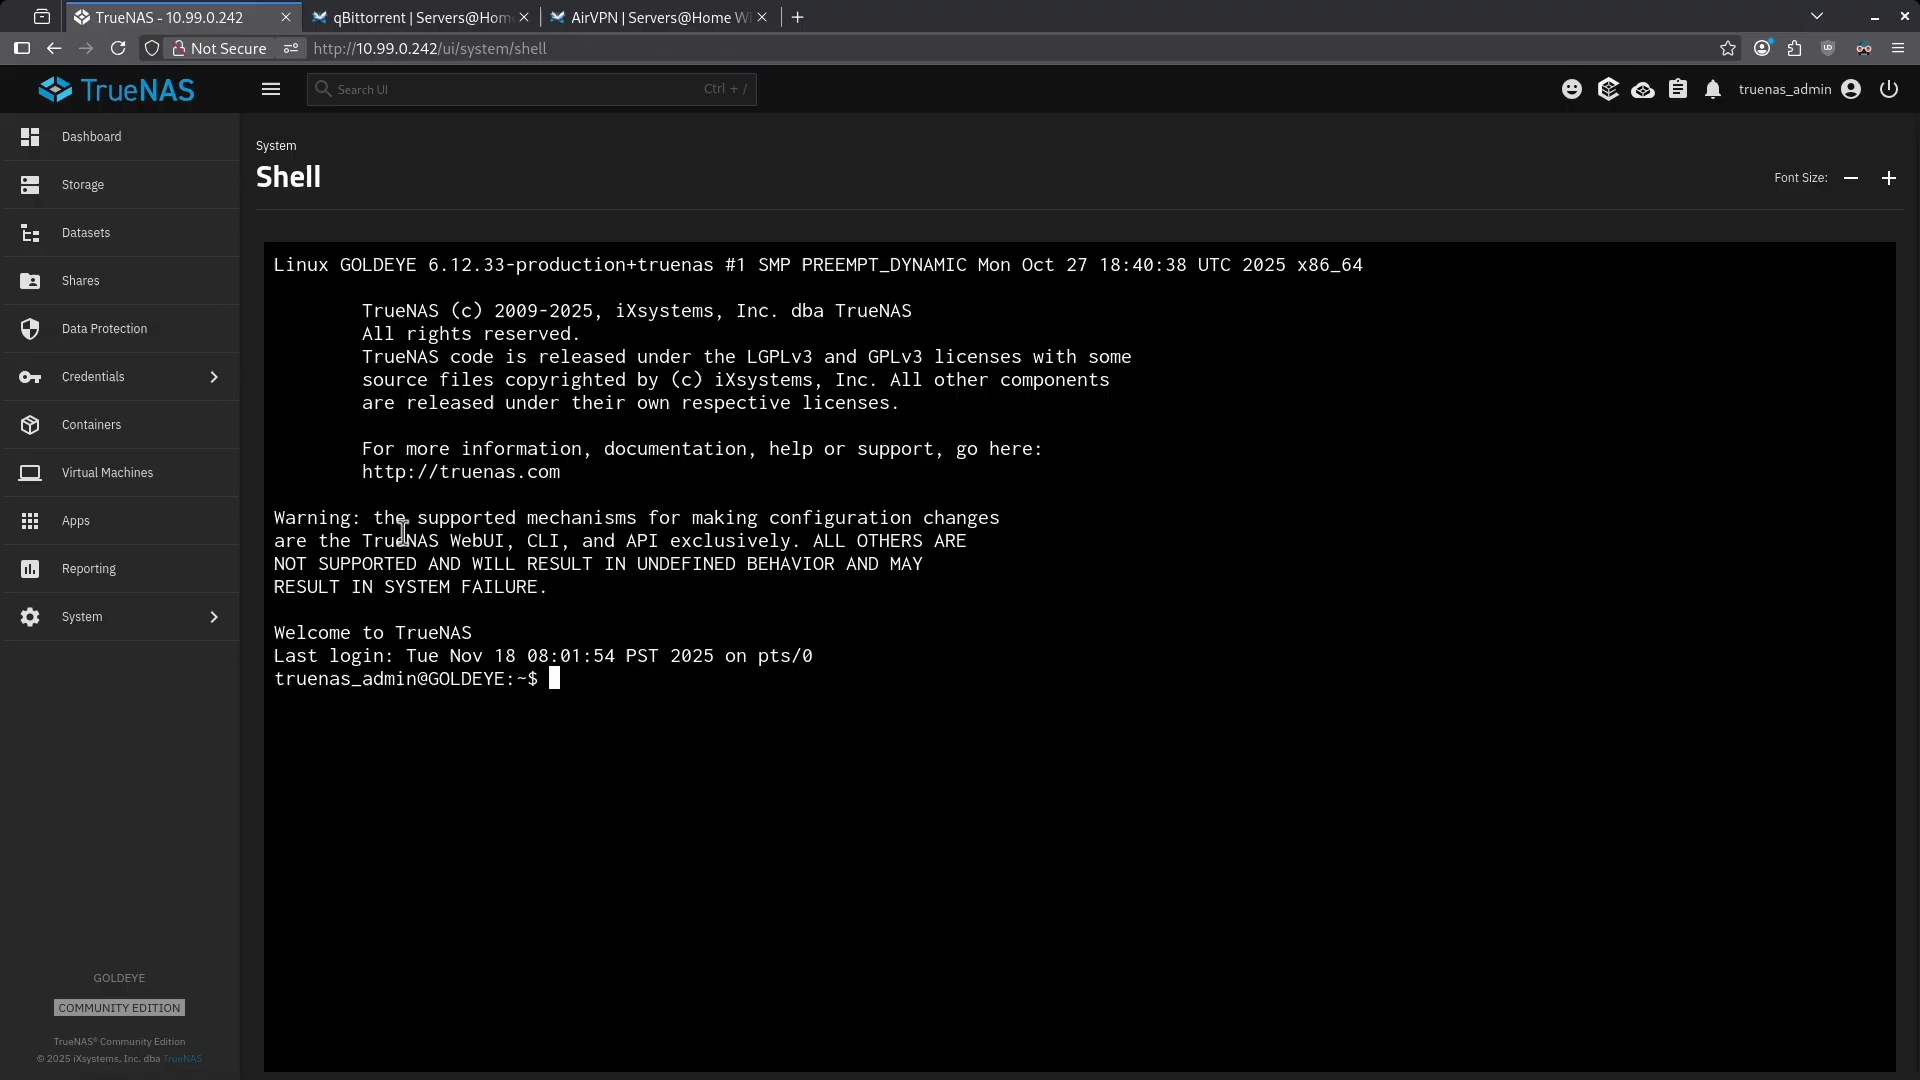 TrueNAS - 10.99.0.242
qBittorrent | Servers@Hom
AirVPN | Servers@Home W
Not Secure
http://10.99.0.242/ui/system/shell
TrueNAS
Search UI
Ctrl + /
truenas_admin
Dashboard
Storage
Datasets
Shares
Data Protection
Credentials
Containers
Virtual Machines
Apps
Reporting
System
GOLDEYE
COMMUNITY EDITION
TrueNAS® Community Edition
© 2025 iXsystems, Inc. dba TrueNAS
System
Shell
Font Size:
Linux GOLDEYE 6.12.33-production+truenas #1 SMP PREEMPT_DYNAMIC Mon Oct 27 18:40:38 UTC 2025 x86_64
TrueNAS (c) 2009-2025, iXsystems, Inc. dba TrueNAS
All rights reserved.
TrueNAS code is released under the LGPLv3 and GPLv3 licenses with some
source files copyrighted by (c) iXsystems, Inc. All other components
are released under their own respective licenses.
For more information, documentation, help or support, go here:
http://truenas.com
Warning: the supported mechanisms for making configuration changes
are the TrueNAS WebUI, CLI, and API exclusively. ALL OTHERS ARE
NOT SUPPORTED AND WILL RESULT IN UNDEFINED BEHAVIOR AND MAY
RESULT IN SYSTEM FAILURE.
Welcome to TrueNAS
Last login: Tue Nov 18 08:01:54 PST 2025 on pts/0
truenas_admin@GOLDEYE:~$